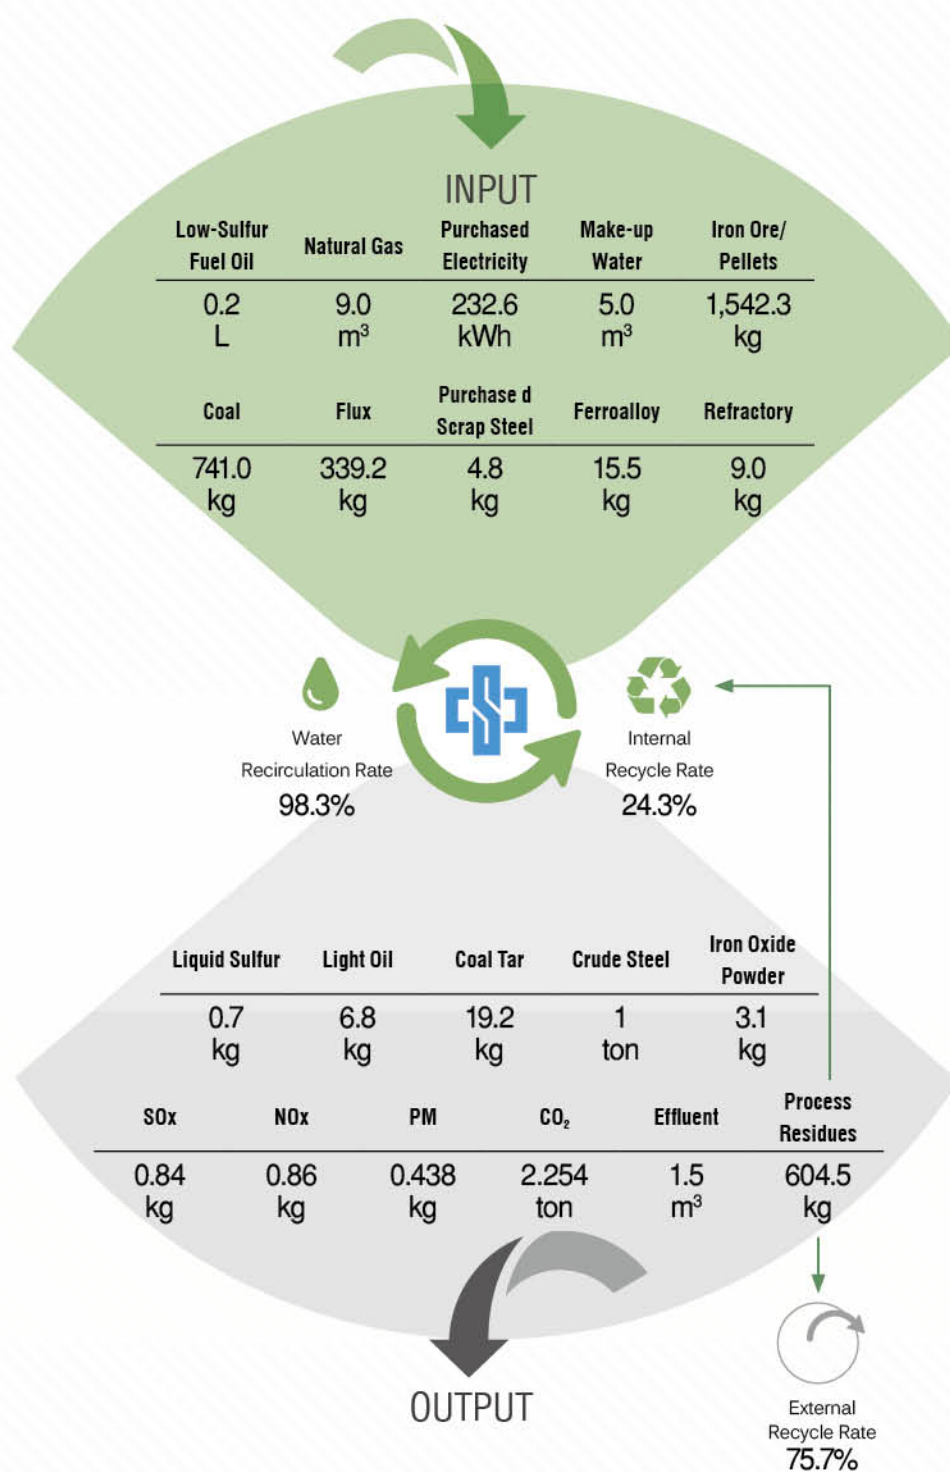 INPUT
Low-Sulfur Fuel Oil Natural Gas Purchased Electricity Make-up Water Iron Ore/ Pellets
0.2 L 9.0 m³ 232.6 kWh 5.0 m³ 1,542.3 kg
Coal Flux Purchase d Scrap Steel Ferroalloy Refractory
741.0 kg 339.2 kg 4.8 kg 15.5 kg 9.0 kg
Water
Recirculation Rate
98.3%
Internal
Recycle Rate
24.3%
Liquid Sulfur Light Oil Coal Tar Crude Steel Iron Oxide Powder
0.7 kg 6.8 kg 19.2 kg 1 ton 3.1 kg
SOx NOx PM CO₂ Effluent Process Residues
0.84 kg 0.86 kg 0.438 kg 2.254 ton 1.5 m³ 604.5 kg
OUTPUT
External
Recycle Rate
75.7%